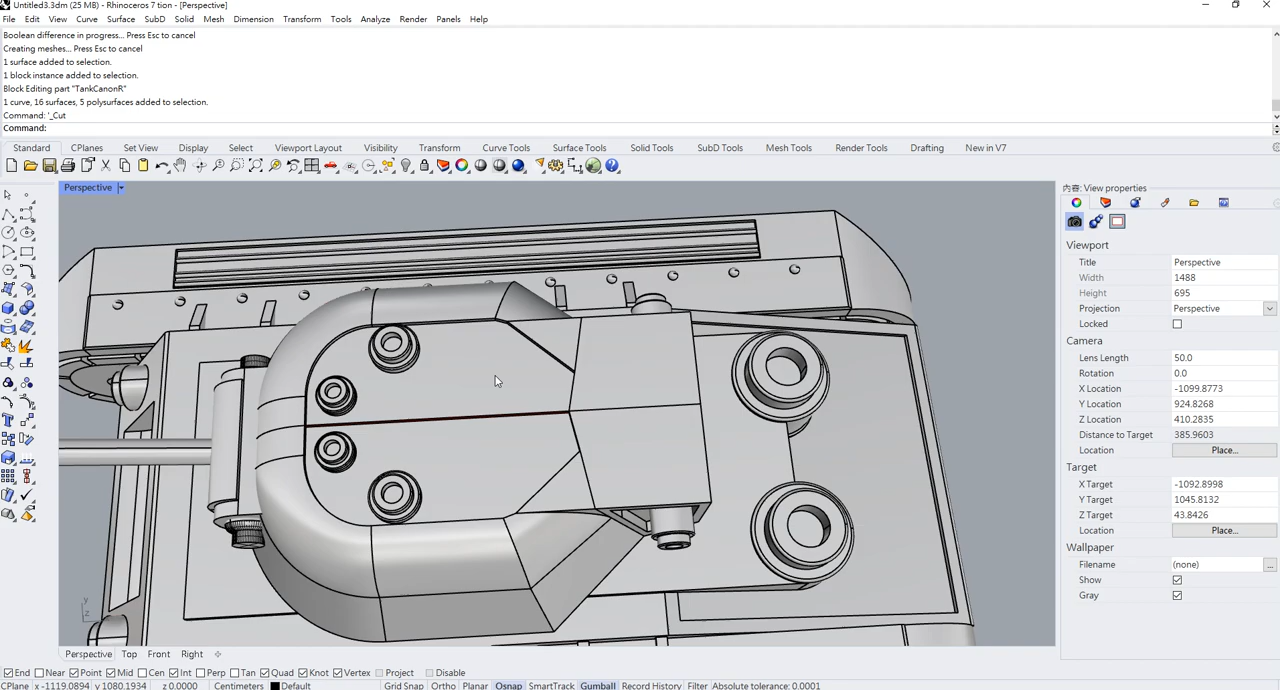 Untitled3.3dm (25 MB) - Rhinoceros 7 tion - [Perspective]
File Edit View Curve Surface SubD Solid Mesh Dimension Transform Tools Analyze Render Panels Help
Boolean difference in progress... Press Esc to cancel
Creating meshes... Press Esc to cancel
1 surface added to selection.
1 block instance added to selection.
Block Editing part "TankCanonR"
1 curve, 16 surfaces, 5 polysurfaces added to selection.
Command: '_Cut
Command:
Standard CPlanes Set View Display Select Viewport Layout Visibility Transform Curve Tools Surface Tools Solid Tools SubD Tools Mesh Tools Render Tools Drafting New in V7
Perspective
內容: View properties
Viewport
Title Perspective
Width 1488
Height 695
Projection Perspective
Locked
Camera
Lens Length 50.0
Rotation 0.0
X Location -1099.8773
Y Location 924.8268
Z Location 410.2835
Distance to Target 385.9603
Location Place...
Target
X Target -1092.8998
Y Target 1045.8132
Z Target 43.8426
Location Place...
Wallpaper
Filename (none) ...
Show
Gray
y
z
Perspective Top Front Right
End Near Point Mid Cen Int Perp Tan Quad Knot Vertex Project Disable
CPlane x -1119.0894 y 1080.1934 z 0.0000 Centimeters Default Grid Snap Ortho Planar Osnap SmartTrack Gumball Record History Filter Absolute tolerance: 0.0001